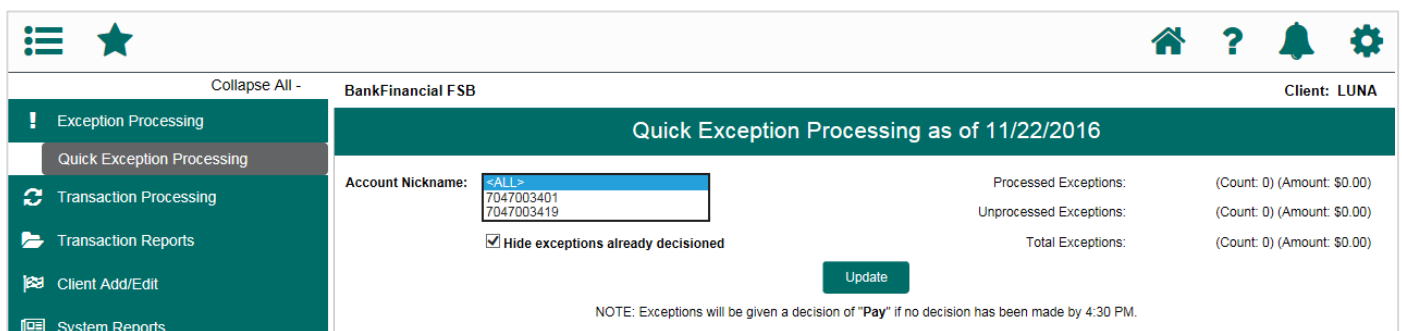 Collapse All -
BankFinancial FSB
Client: LUNA
! Exception Processing
Quick Exception Processing as of 11/22/2016
Quick Exception Processing
Account Nickname:
<ALL>
7047003401
7047003419
Processed Exceptions: (Count: 0) (Amount: $0.00)
Transaction Processing
Unprocessed Exceptions: (Count: 0) (Amount: $0.00)
Transaction Reports
Hide exceptions already decisioned
Total Exceptions: (Count: 0) (Amount: $0.00)
Client Add/Edit
Update
NOTE: Exceptions will be given a decision of "Pay" if no decision has been made by 4:30 PM.
System Reports